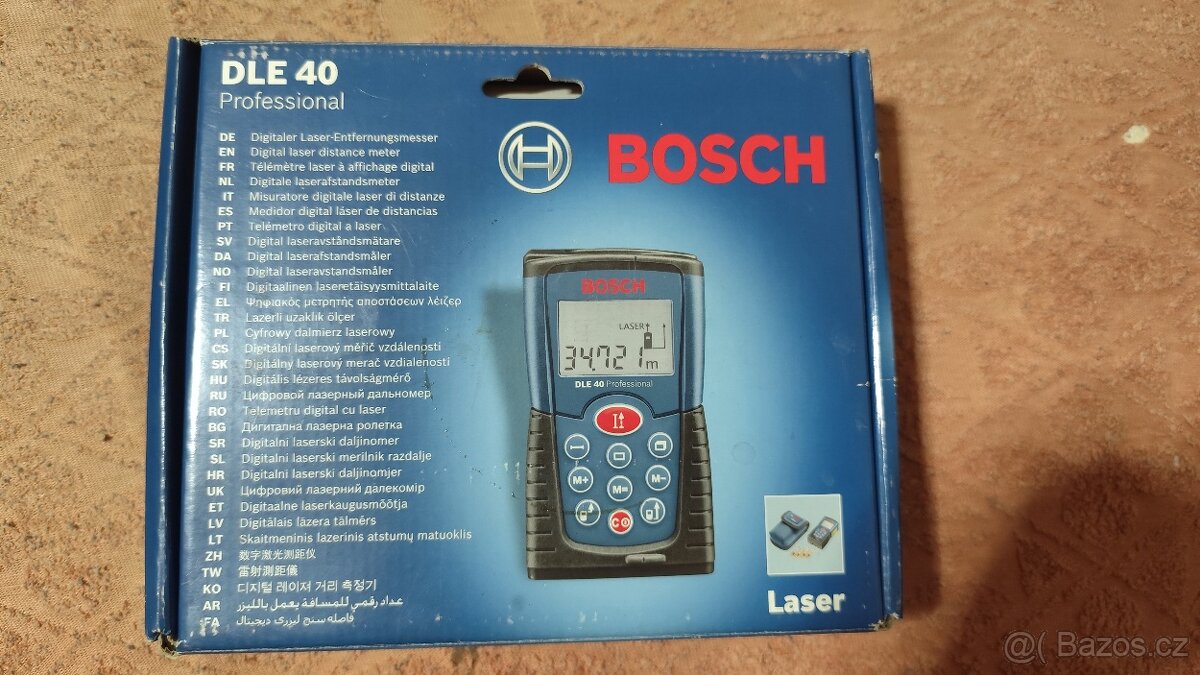 DLE 40
Professional
BOSCH
DE Digitaler Laser-Entfernungsmesser
EN Digital laser distance meter
FR Télémètre laser à affichage digital
NL Digitale laserafstandsmeter
IT Misuratore digitale laser di distanze
ES Medidor digital láser de distancias
PT Telémetro digital a laser
SV Digital laseravståndsmätare
DA Digital laserafstandsmåler
NO Digital laseravstandsmåler
FI Digitaalinen laseretäisyysmittalaite
EL Ψηφιακός μετρητής αποστάσεων λέιζερ
TR Lazerli uzaklık ölçer
PL Cyfrowy dalmierz laserowy
CS Digitální laserový měřič vzdáleností
SK Digitálny laserový merač vzdialeností
HU Digitális lézeres távolságmérő
RU Цифровой лазерный дальномер
RO Telemetru digital cu laser
BG Дигитална лазерна ролетка
SR Digitalni laserski daljinomer
SL Digitalni laserski merilnik razdalje
HR Digitalni laserski daljinomjer
UK Цифровий лазерний далекомір
ET Digitaalne laserkaugusmõõtja
LV Digitālais lāzera tālmērs
LT Skaitmeninis lazerinis atstumų matuoklis
ZH 数字激光测距仪
TW 雷射測距儀
KO 디지털 레이저 거리 측정기
AR عداد رقمي للمسافة يعمل بالليزر
FA فاصله سنج لیزری دیجیتال
BOSCH
LASER
34.721 m
DLE 40 Professional
M+ M= M-
C
Laser
@( Bazos.cz